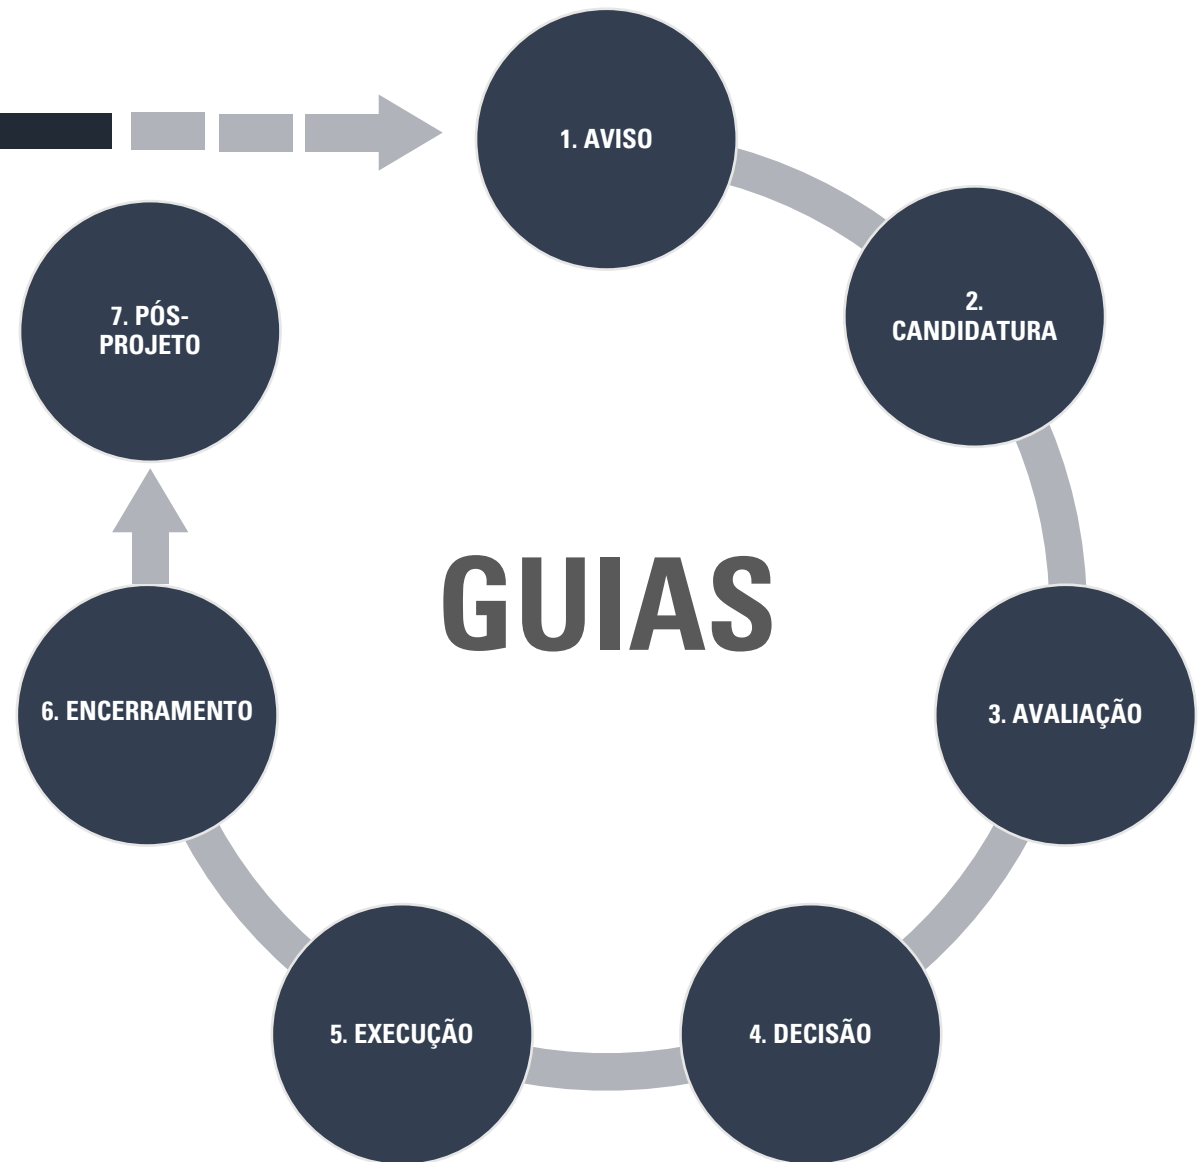 1. AVISO
2.
CANDIDATURA
3. AVALIAÇÃO
4. DECISÃO
5. EXECUÇÃO
6. ENCERRAMENTO
7. PÓS-
PROJETO
GUIAS